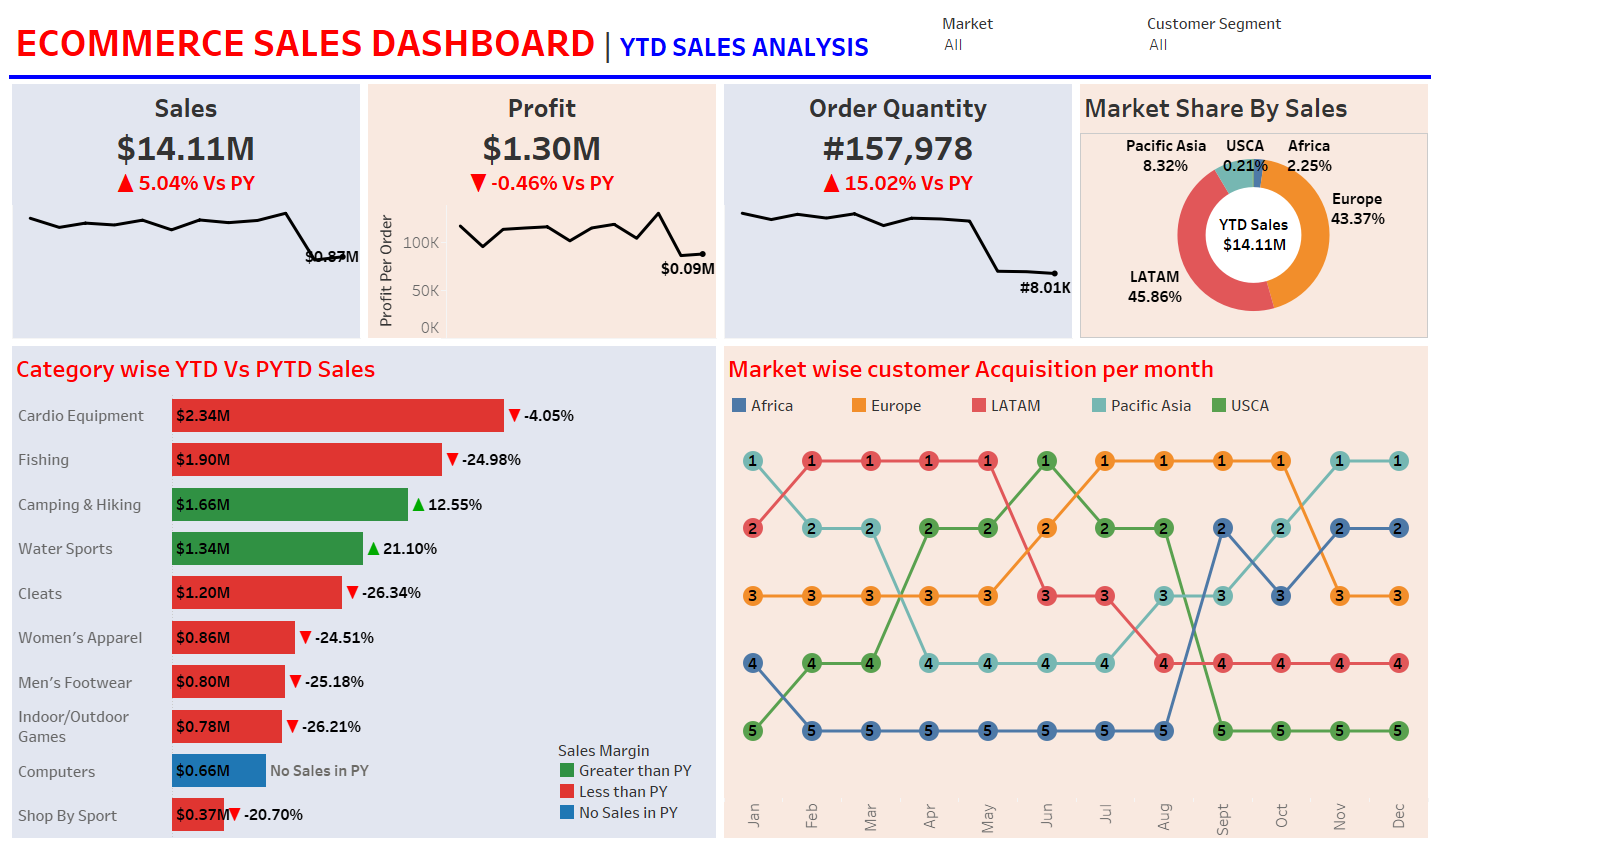 ECOMMERCE SALES DASHBOARD | YTD SALES ANALYSIS
Market
All
Customer Segment
All
Sales
$14.11M
▲ 5.04% Vs PY
$0.87M
Profit
$1.30M
▼ -0.46% Vs PY
Profit Per Order
100K
50K
0K
$0.09M
Order Quantity
#157,978
▲ 15.02% Vs PY
#8.01K
Market Share By Sales
Pacific Asia
8.32%
USCA
0.21%
Africa
2.25%
Europe
43.37%
YTD Sales
$14.11M
LATAM
45.86%
Category wise YTD Vs PYTD Sales
Cardio Equipment $2.34M ▼ -4.05%
Fishing $1.90M ▼ -24.98%
Camping & Hiking $1.66M ▲ 12.55%
Water Sports $1.34M ▲ 21.10%
Cleats $1.20M ▼ -26.34%
Women's Apparel $0.86M ▼ -24.51%
Men's Footwear $0.80M ▼ -25.18%
Indoor/Outdoor
Games $0.78M ▼ -26.21%
Computers $0.66M No Sales in PY
Shop By Sport $0.37M ▼ -20.70%
Sales Margin
Greater than PY
Less than PY
No Sales in PY
Market wise customer Acquisition per month
Africa Europe LATAM Pacific Asia USCA
1 1 1 1 1 1 1 1 1 1 1 1
2 2 2 2 2 2 2 2 2 2 2 2
3 3 3 3 3 3 3 3 3 3 3 3
4 4 4 4 4 4 4 4 4 4 4 4
5 5 5 5 5 5 5 5 5 5 5 5
Jan Feb Mar Apr May Jun Jul Aug Sept Oct Nov Dec